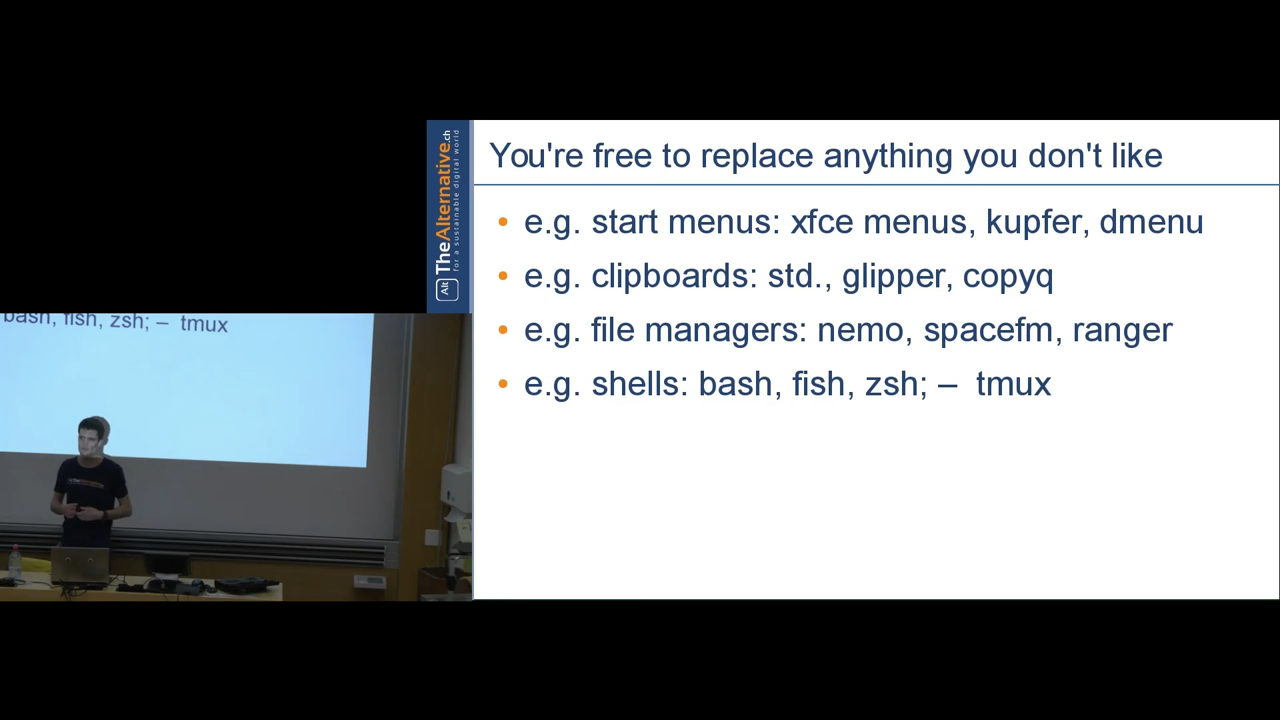 You're free to replace anything you don't like
• e.g. start menus: xfce menus, kupfer, dmenu
• e.g. clipboards: std., glipper, copyq
• e.g. file managers: nemo, spacefm, ranger
• e.g. shells: bash, fish, zsh; – tmux
Alt TheAlternative.ch
for a sustainable digital world
bash, fish, zsh; – tmux